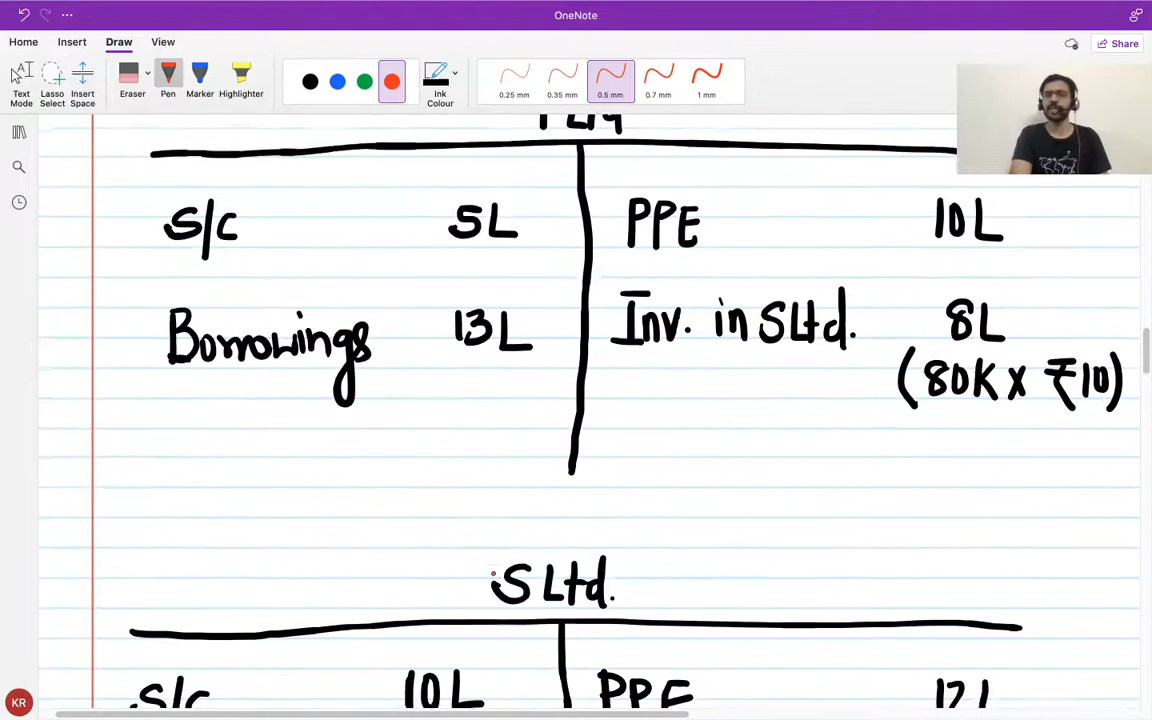 OneNote
Home Insert Draw View
Share
Text Mode
Lasso Select
Insert Space
Eraser
Pen
Marker
Highlighter
Ink Colour
0.25 mm
0.35 mm
0.5 mm
0.7 mm
1 mm
S/C 5L PPE 10L
Borrowings 13L Inv. in S Ltd. 8L
(80K x ₹10)
S Ltd.
S/C 10L PPE 12L
KR